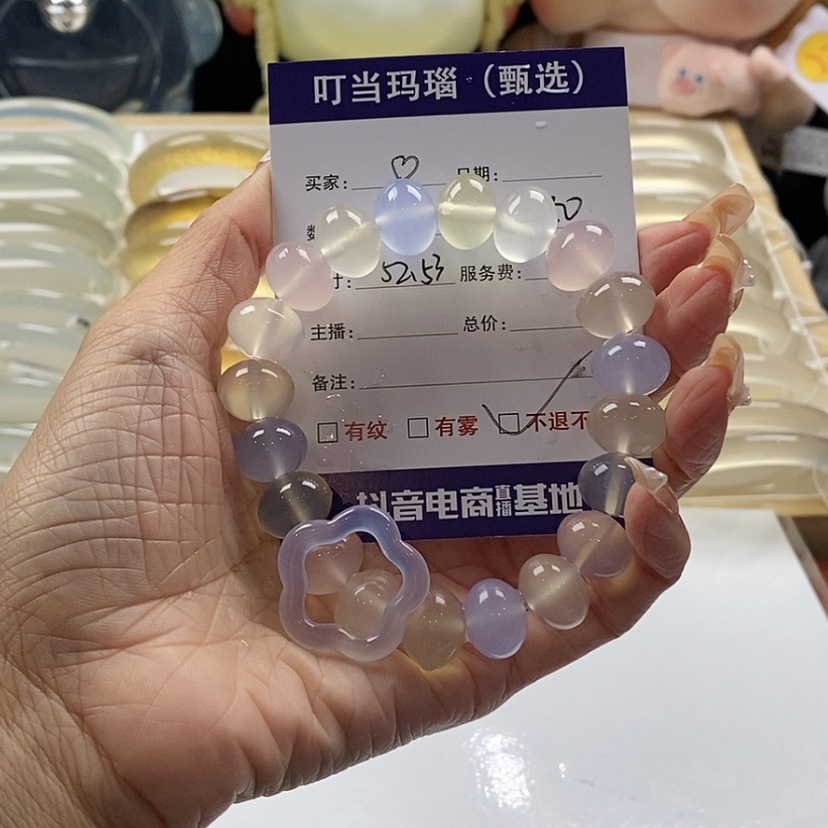 叮当玛瑙（甄选）
买家: ♡ 日期:
52.53 服务费:
主播: 总价:
备注:
□有纹 □有雾 □不退不
抖音电商直播基地